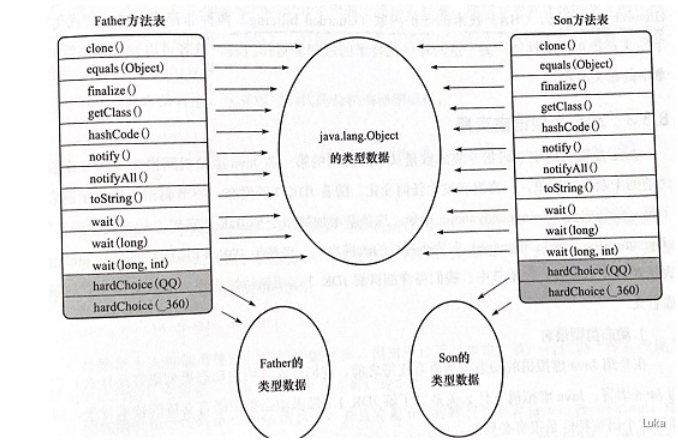 Father方法表
clone()
equals(Object)
finalize()
getClass()
hashCode()
notify()
notifyAll()
toString()
wait()
wait(long)
wait(long, int)
hardChoice(QQ)
hardChoice(_360)
java.lang.Object
的类型数据
Son方法表
clone()
equals(Object)
finalize()
getClass()
hashCode()
notify()
notifyAll()
toString()
wait()
wait(long)
wait(long, int)
hardChoice(QQ)
hardChoice(_360)
Father的
类型数据
Son的
类型数据
Luka